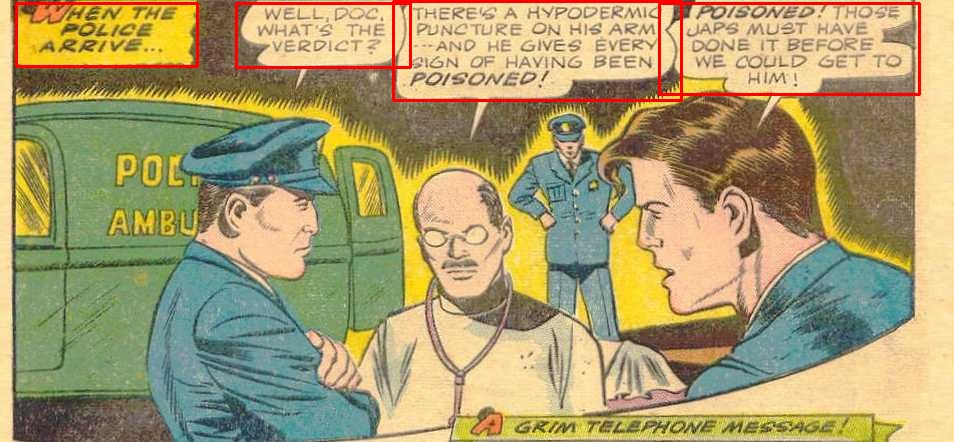 WHEN THE
POLICE
ARRIVE...
WELL, DOC,
WHAT'S THE
VERDICT?
THERE'S A HYPODERMIC
PUNCTURE ON HIS ARM
--AND HE GIVES EVERY
SIGN OF HAVING BEEN
POISONED!
POISONED! THOSE
JAPS MUST HAVE
DONE IT BEFORE
WE COULD GET TO
HIM!
POLI
AMBU
A GRIM TELEPHONE MESSAGE!